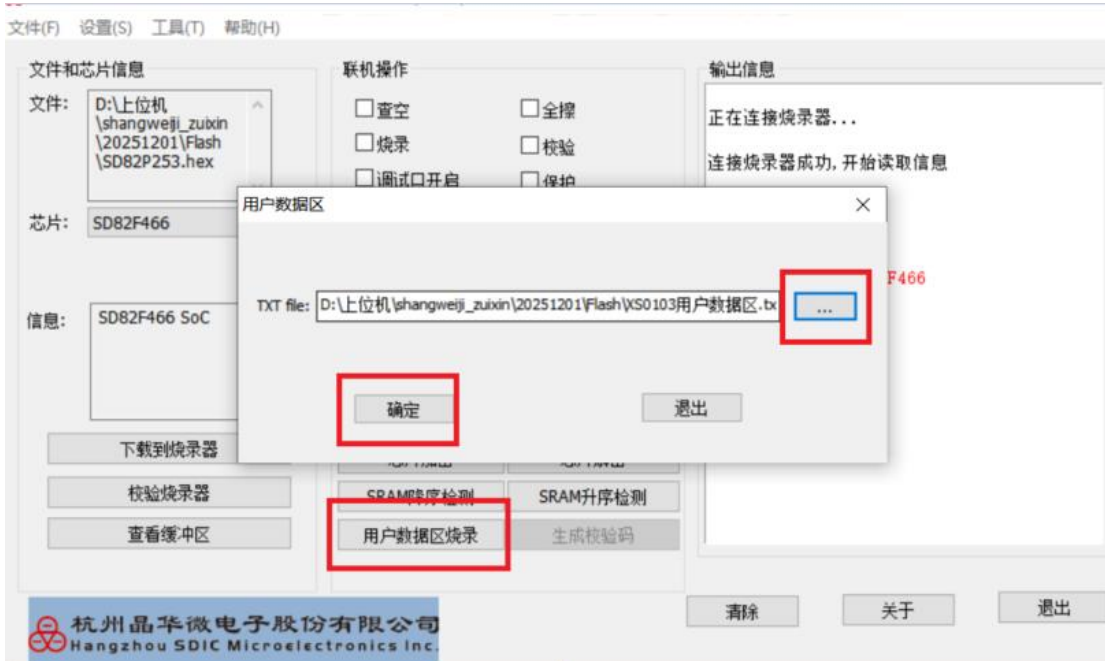 文件(F) 设置(S) 工具(T) 帮助(H)
文件和芯片信息
文件:
D:\上位机
\shangweiji_zuixin
\20251201\Flash
\SD82P253.hex
芯片:
SD82F466
信息:
SD82F466 SoC
下载到烧录器
校验烧录器
查看缓冲区
联机操作
查空 全擦
烧录 校验
调试口开启 保护
用户数据区
TXT file:
D:\上位机\shangweiji_zuixin\20251201\Flash\XS0103用户数据区.tx
...
确定
退出
SRAM降序检测
SRAM升序检测
用户数据区烧录
生成校验码
输出信息
正在连接烧录器...
连接烧录器成功,开始读取信息
F466
清除
关于
退出
杭州晶华微电子股份有限公司
Hangzhou SDIC Microelectronics Inc.